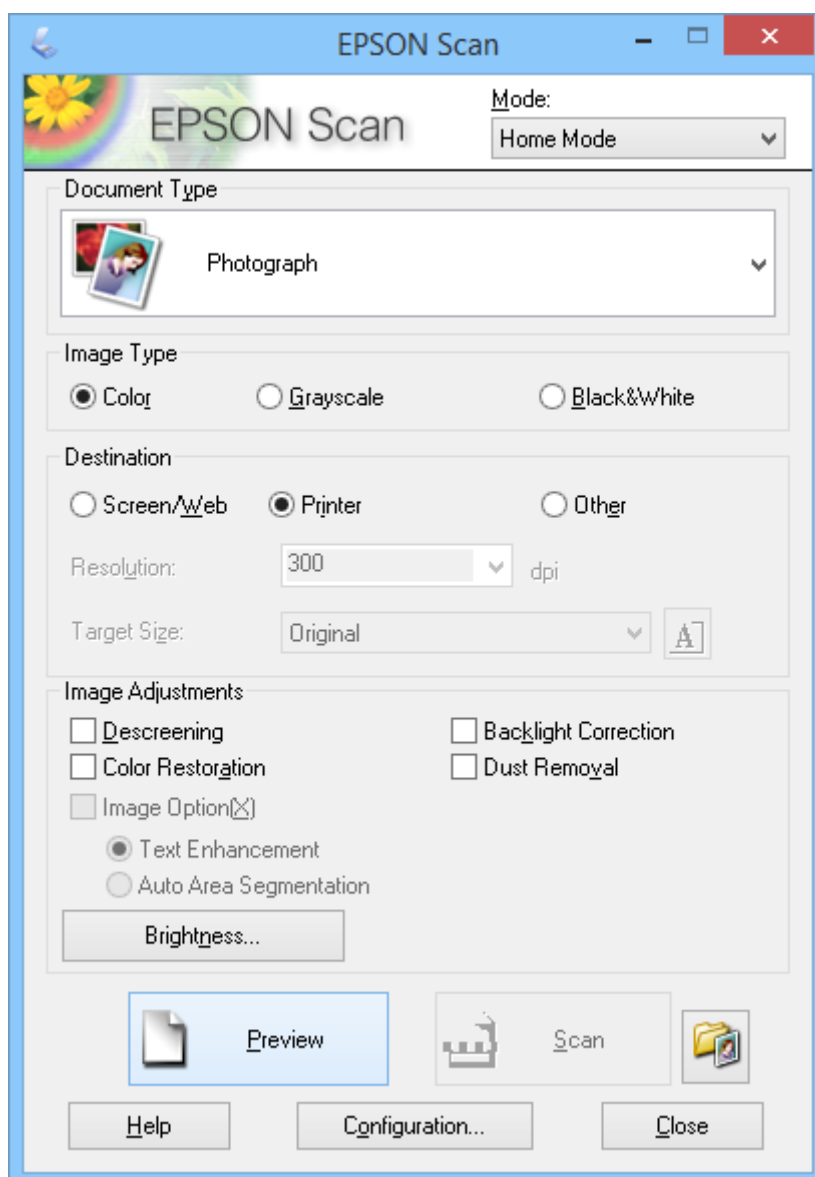 EPSON Scan
EPSON Scan
Mode:
Home Mode
Document Type
Photograph
Image Type
Color Grayscale Black&White
Destination
Screen/Web Printer Other
Resolution: 300 dpi
Target Size: Original A
Image Adjustments
Descreening Backlight Correction
Color Restoration Dust Removal
Image Option(X)
Text Enhancement
Auto Area Segmentation
Brightness...
Preview Scan
Help Configuration... Close